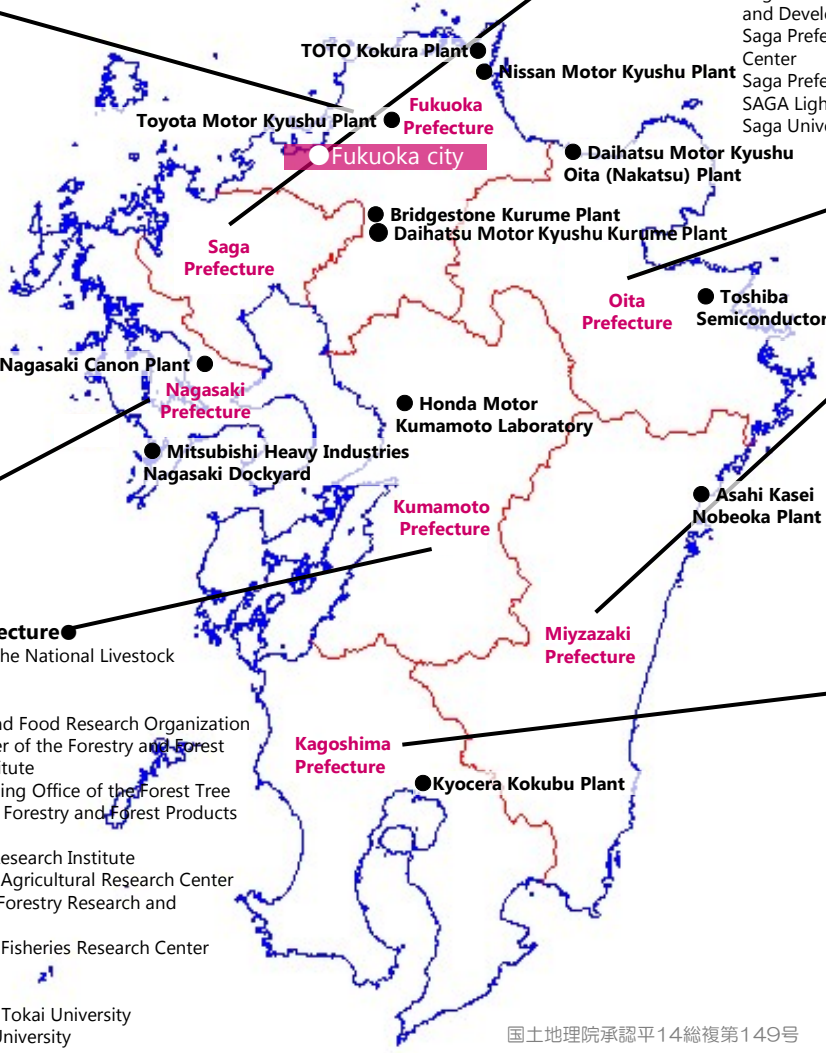 and Develo
Saga Prefe
Center
Saga Prefe
SAGA Ligh
Saga Unive
TOTO Kokura Plant
Nissan Motor Kyushu Plant
Fukuoka
Prefecture
Toyota Motor Kyushu Plant
Fukuoka city
Daihatsu Motor Kyushu
Oita (Nakatsu) Plant
Bridgestone Kurume Plant
Daihatsu Motor Kyushu Kurume Plant
Saga
Prefecture
Oita
Prefecture
Toshiba
Semiconductor
Nagasaki Canon Plant
Nagasaki
Prefecture
Honda Motor
Kumamoto Laboratory
Mitsubishi Heavy Industries
Nagasaki Dockyard
Kumamoto
Prefecture
Asahi Kasei
Nobeoka Plant
Miyzazaki
Prefecture
ecture
he National Livestock
nd Food Research Organization
er of the Forestry and Forest
itute
ing Office of the Forest Tree
Forestry and Forest Products
esearch Institute
Agricultural Research Center
Forestry Research and
Fisheries Research Center
Tokai University
University
Kagoshima
Prefecture
Kyocera Kokubu Plant
国土地理院承認平14総複第149号